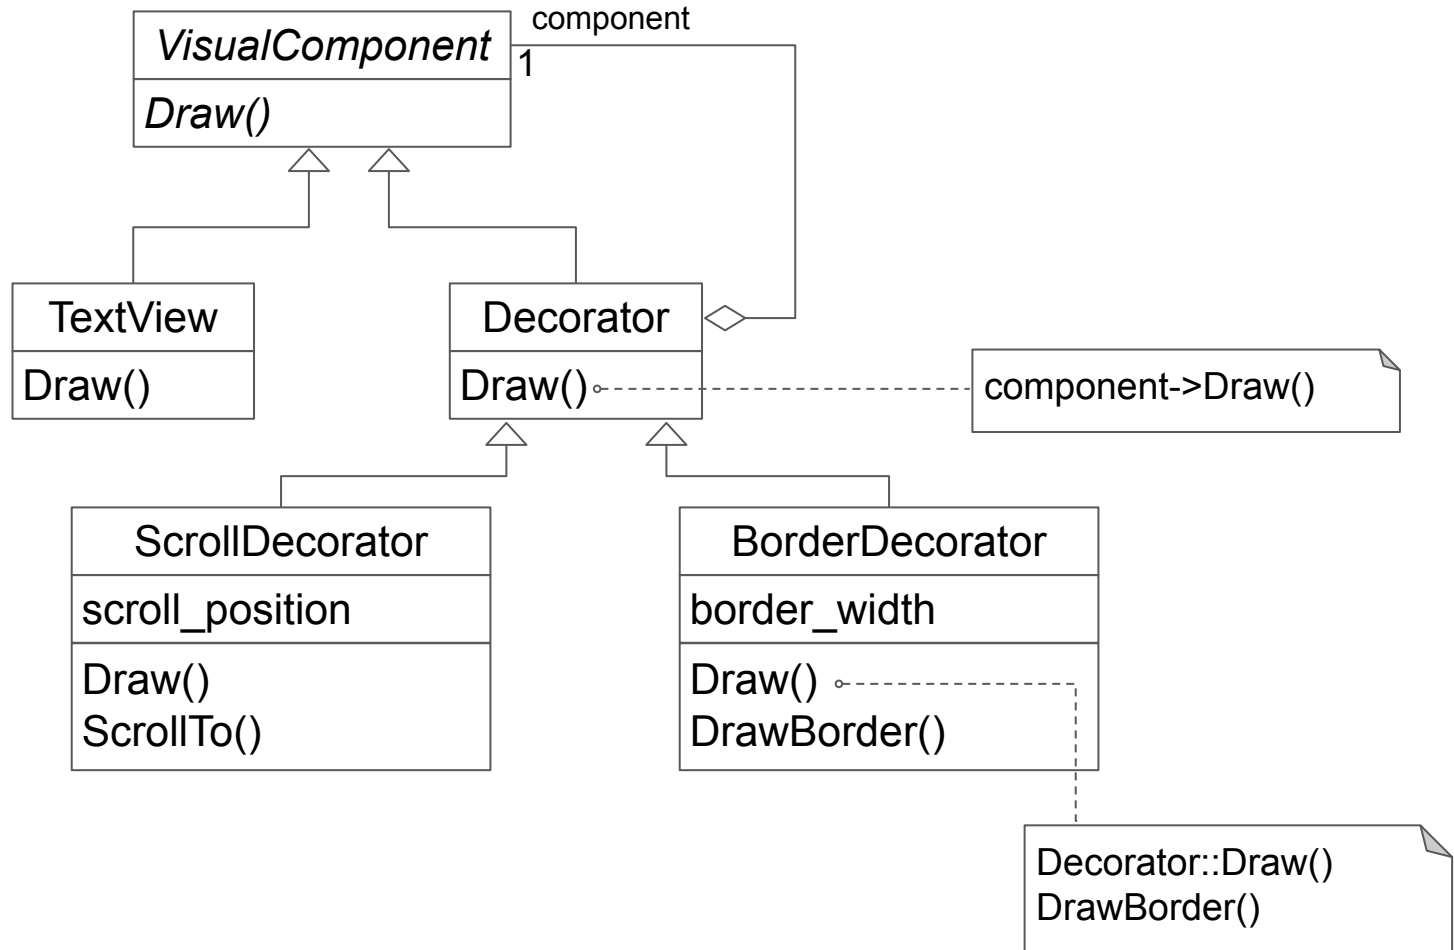 component
VisualComponent
1
Draw()
TextView
Draw()
Decorator
Draw()
component->Draw()
ScrollDecorator
scroll_position
Draw()
ScrollTo()
BorderDecorator
border_width
Draw()
DrawBorder()
Decorator::Draw()
DrawBorder()